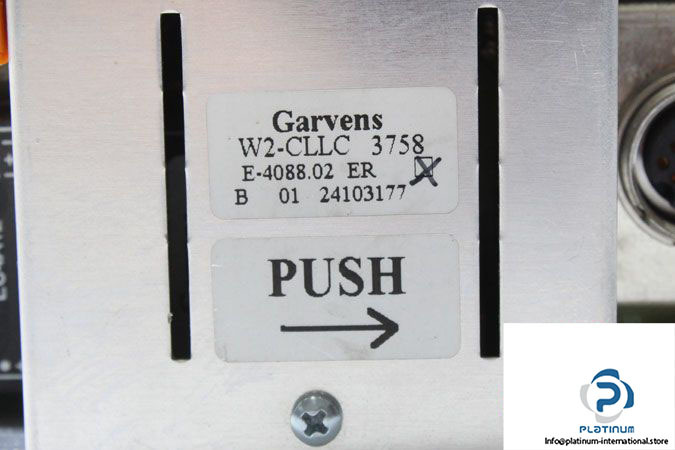 Garvens
W2-CLLC 3758
E-4088.02 ER
B 01 24103177
PUSH
PLATINUM
Info@platinum-international.store